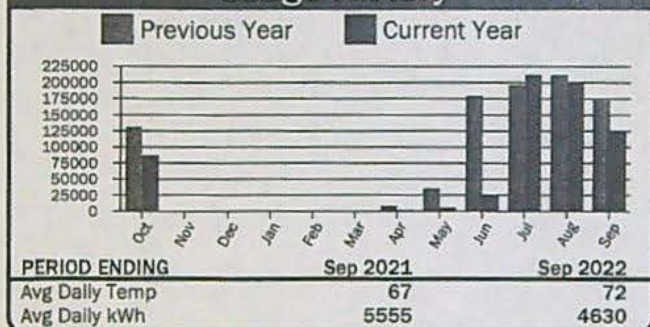 Previous Year Current Year
225000
200000
175000
150000
125000
100000
75000
50000
25000
0
Oct Nov Dec Jan Feb Mar Apr May Jun Jul Aug Sep
PERIOD ENDING Sep 2021 Sep 2022
Avg Daily Temp 67 72
Avg Daily kWh 5555 4630